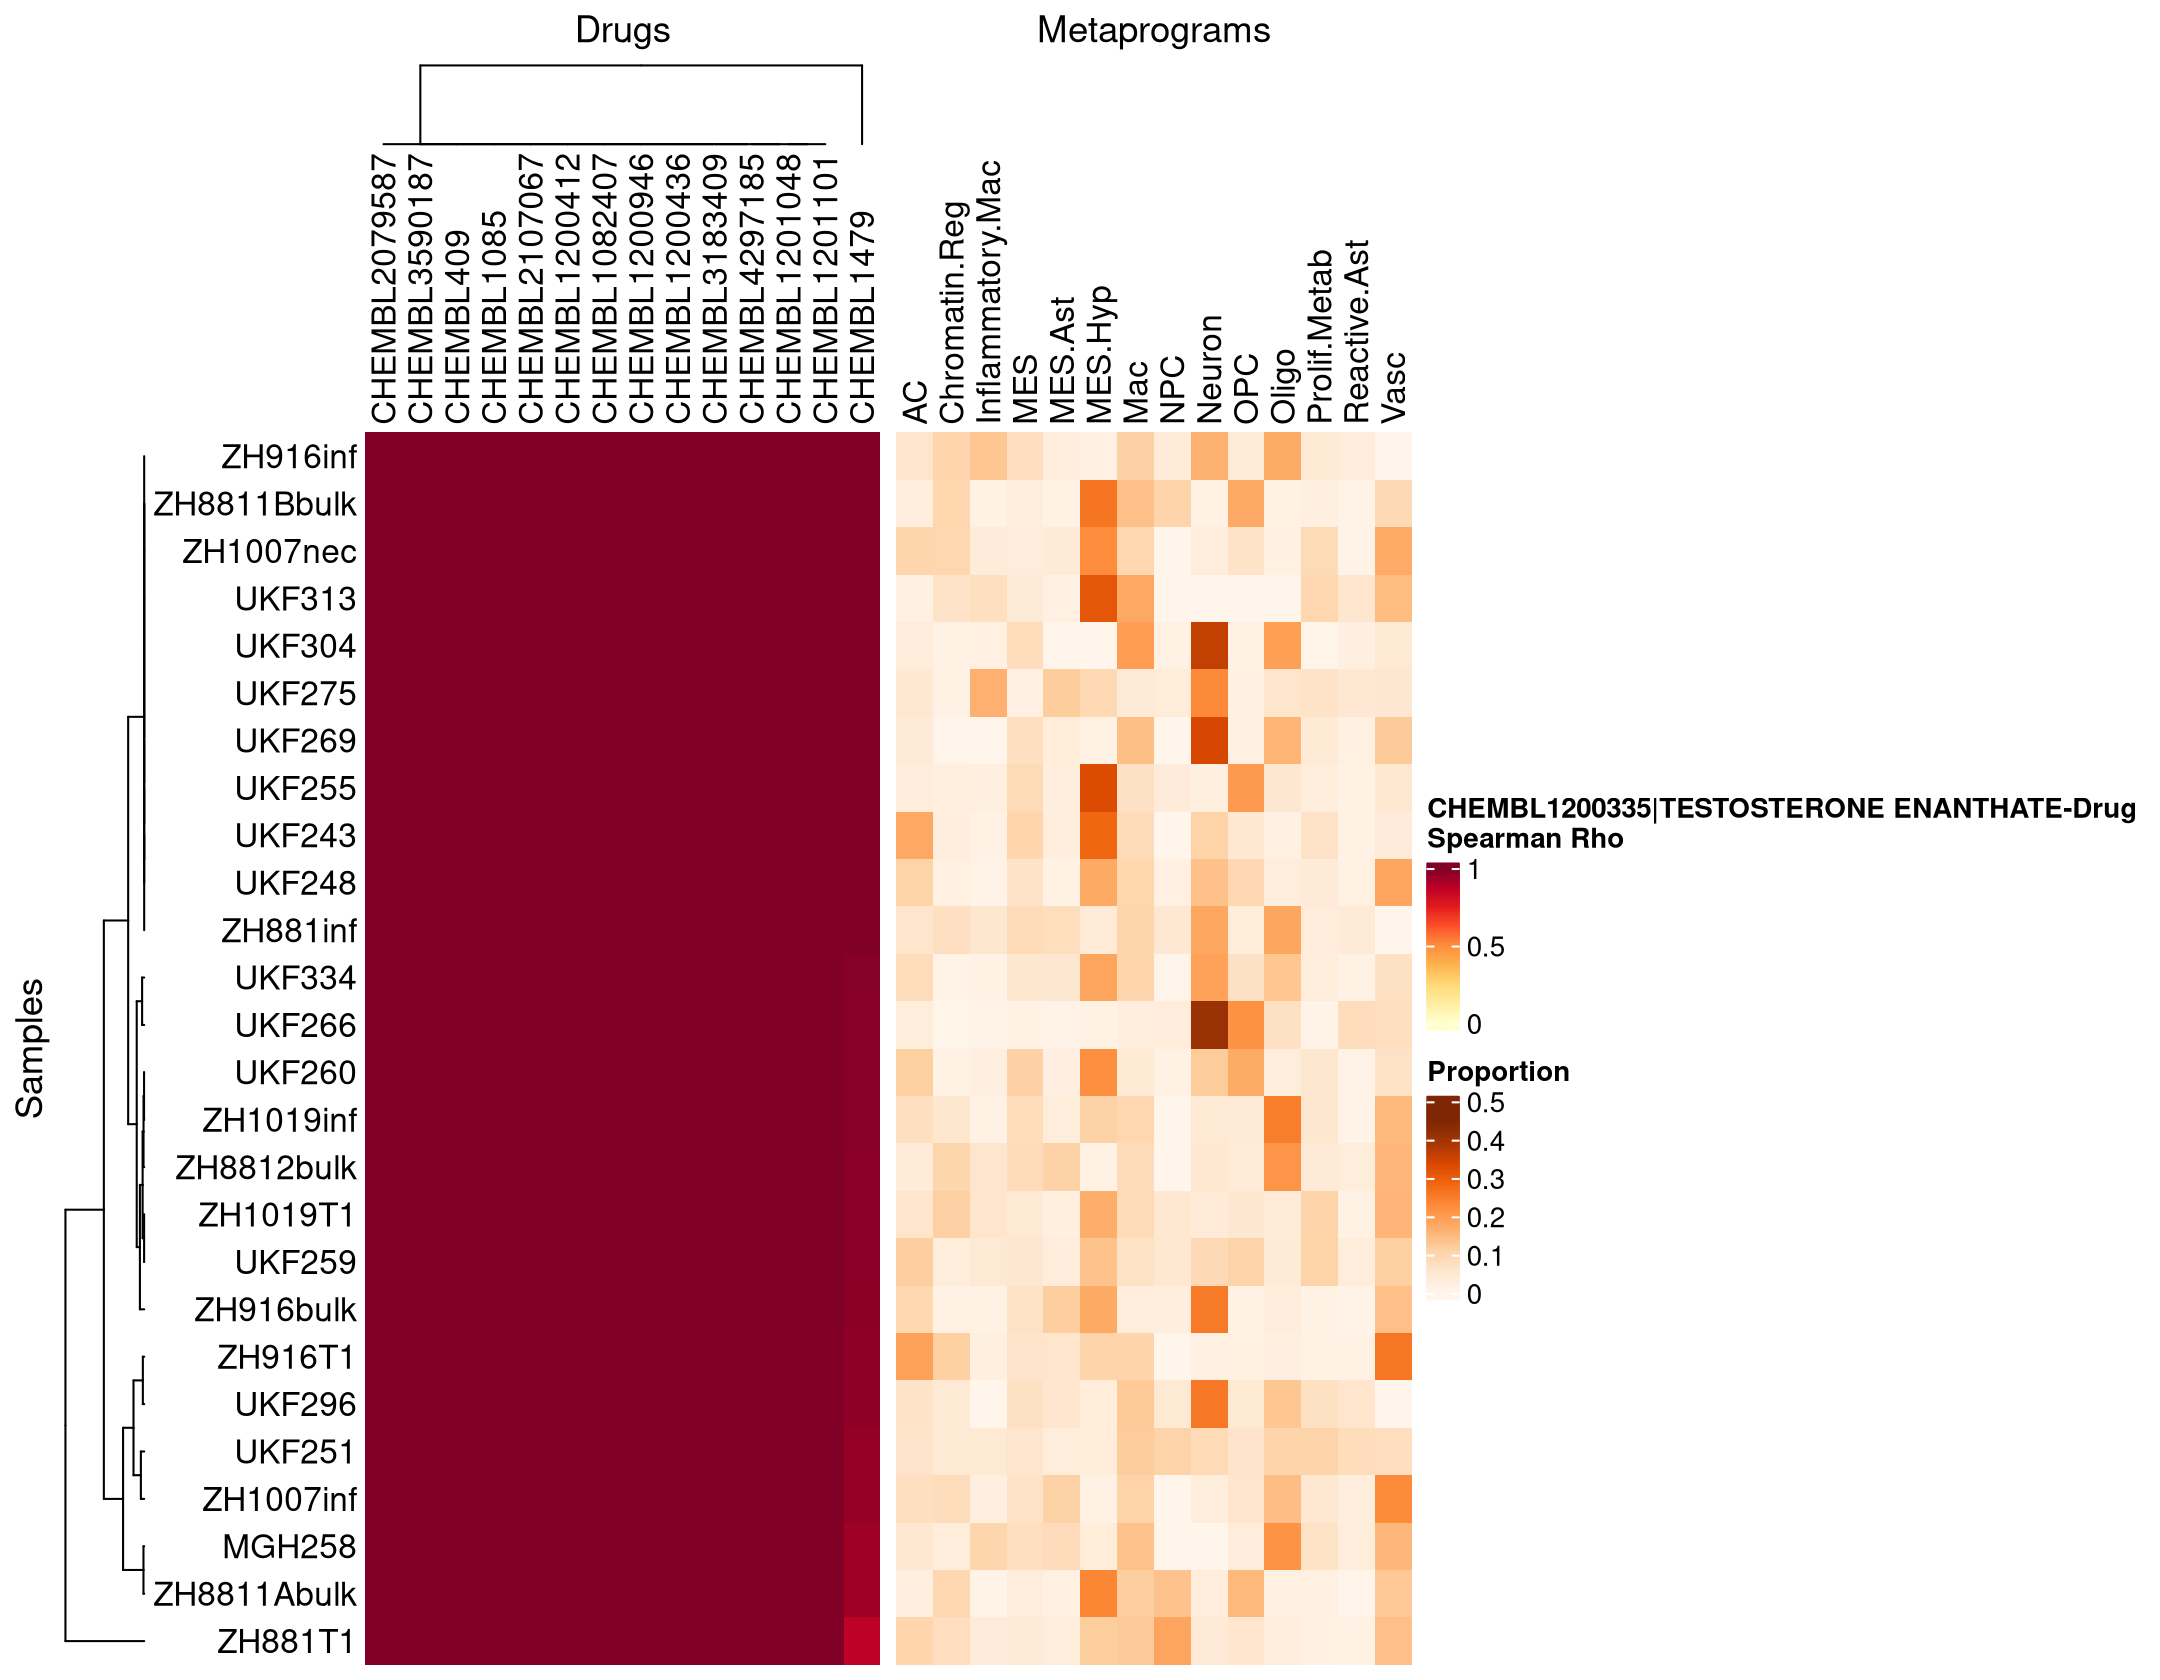 Drugs
Metaprograms
CHEMBL2079587
CHEMBL3590187
CHEMBL409
CHEMBL1085
CHEMBL2107067
CHEMBL1200412
CHEMBL1082407
CHEMBL1200946
CHEMBL1200436
CHEMBL3183409
CHEMBL4297185
CHEMBL1201048
CHEMBL1201101
CHEMBL1479
AC
Chromatin.Reg
Inflammatory.Mac
MES
MES.Ast
MES.Hyp
Mac
NPC
Neuron
OPC
Oligo
Prolif.Metab
Reactive.Ast
Vasc
Samples
ZH916inf
ZH8811Bbulk
ZH1007nec
UKF313
UKF304
UKF275
UKF269
UKF255
UKF243
UKF248
ZH881inf
UKF334
UKF266
UKF260
ZH1019inf
ZH8812bulk
ZH1019T1
UKF259
ZH916bulk
ZH916T1
UKF296
UKF251
ZH1007inf
MGH258
ZH8811Abulk
ZH881T1
CHEMBL1200335|TESTOSTERONE ENANTHATE-Drug
Spearman Rho
1
0.5
0
Proportion
0.5
0.4
0.3
0.2
0.1
0